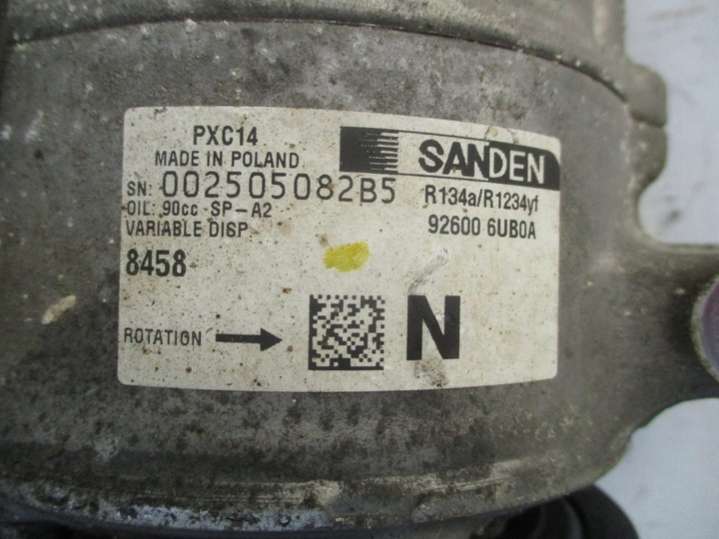 PXC14
MADE IN POLAND
SANDEN
SN: 002505082B5
R134a/R1234yf
OIL: 90cc SP-A2
92600 6UB0A
VARIABLE DISP
8458
ROTATION
N